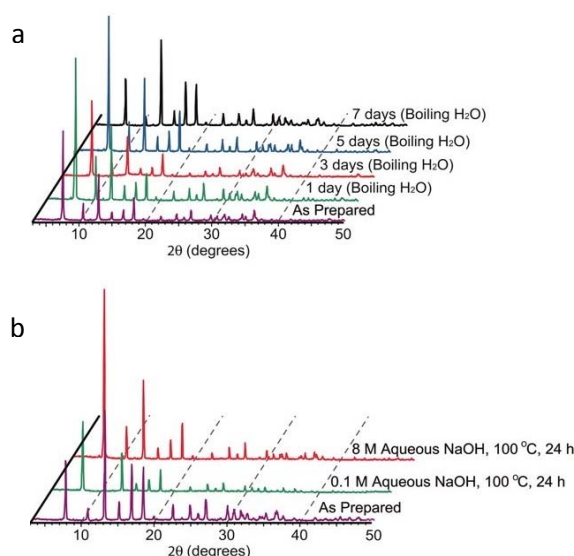 a
7 days (Boiling H₂O)
5 days (Boiling H₂O)
3 days (Boiling H₂O)
1 day (Boiling H₂O)
As Prepared
10 20 30 40 50
2θ (degrees)
b
8 M Aqueous NaOH, 100 °C, 24 h
0.1 M Aqueous NaOH, 100 °C, 24 h
As Prepared
10 20 30 40 50
2θ (degrees)